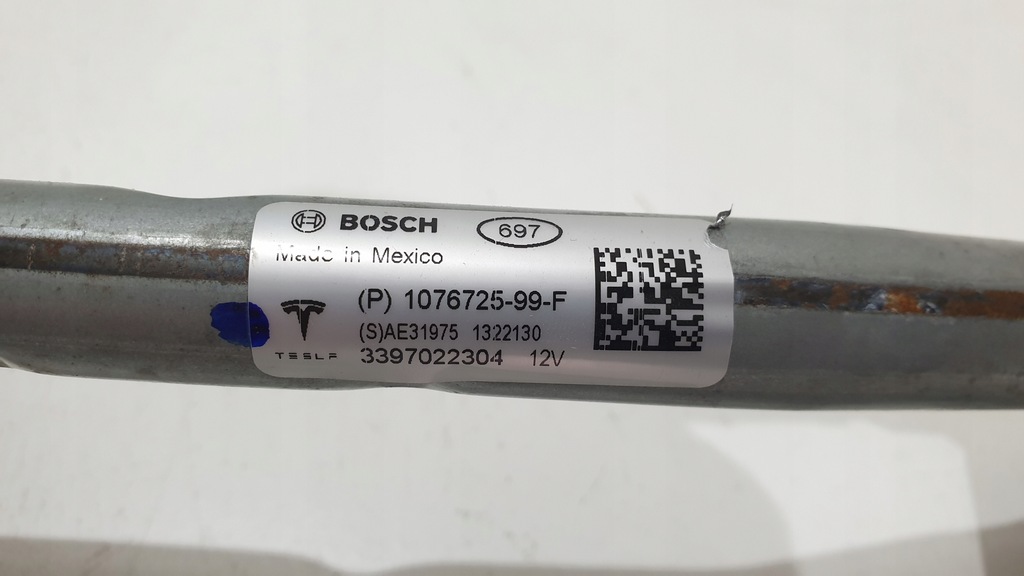 BOSCH 697
Made in Mexico
(P) 1076725-99-F
(S)AE31975 1322130
TESLA 3397022304 12V